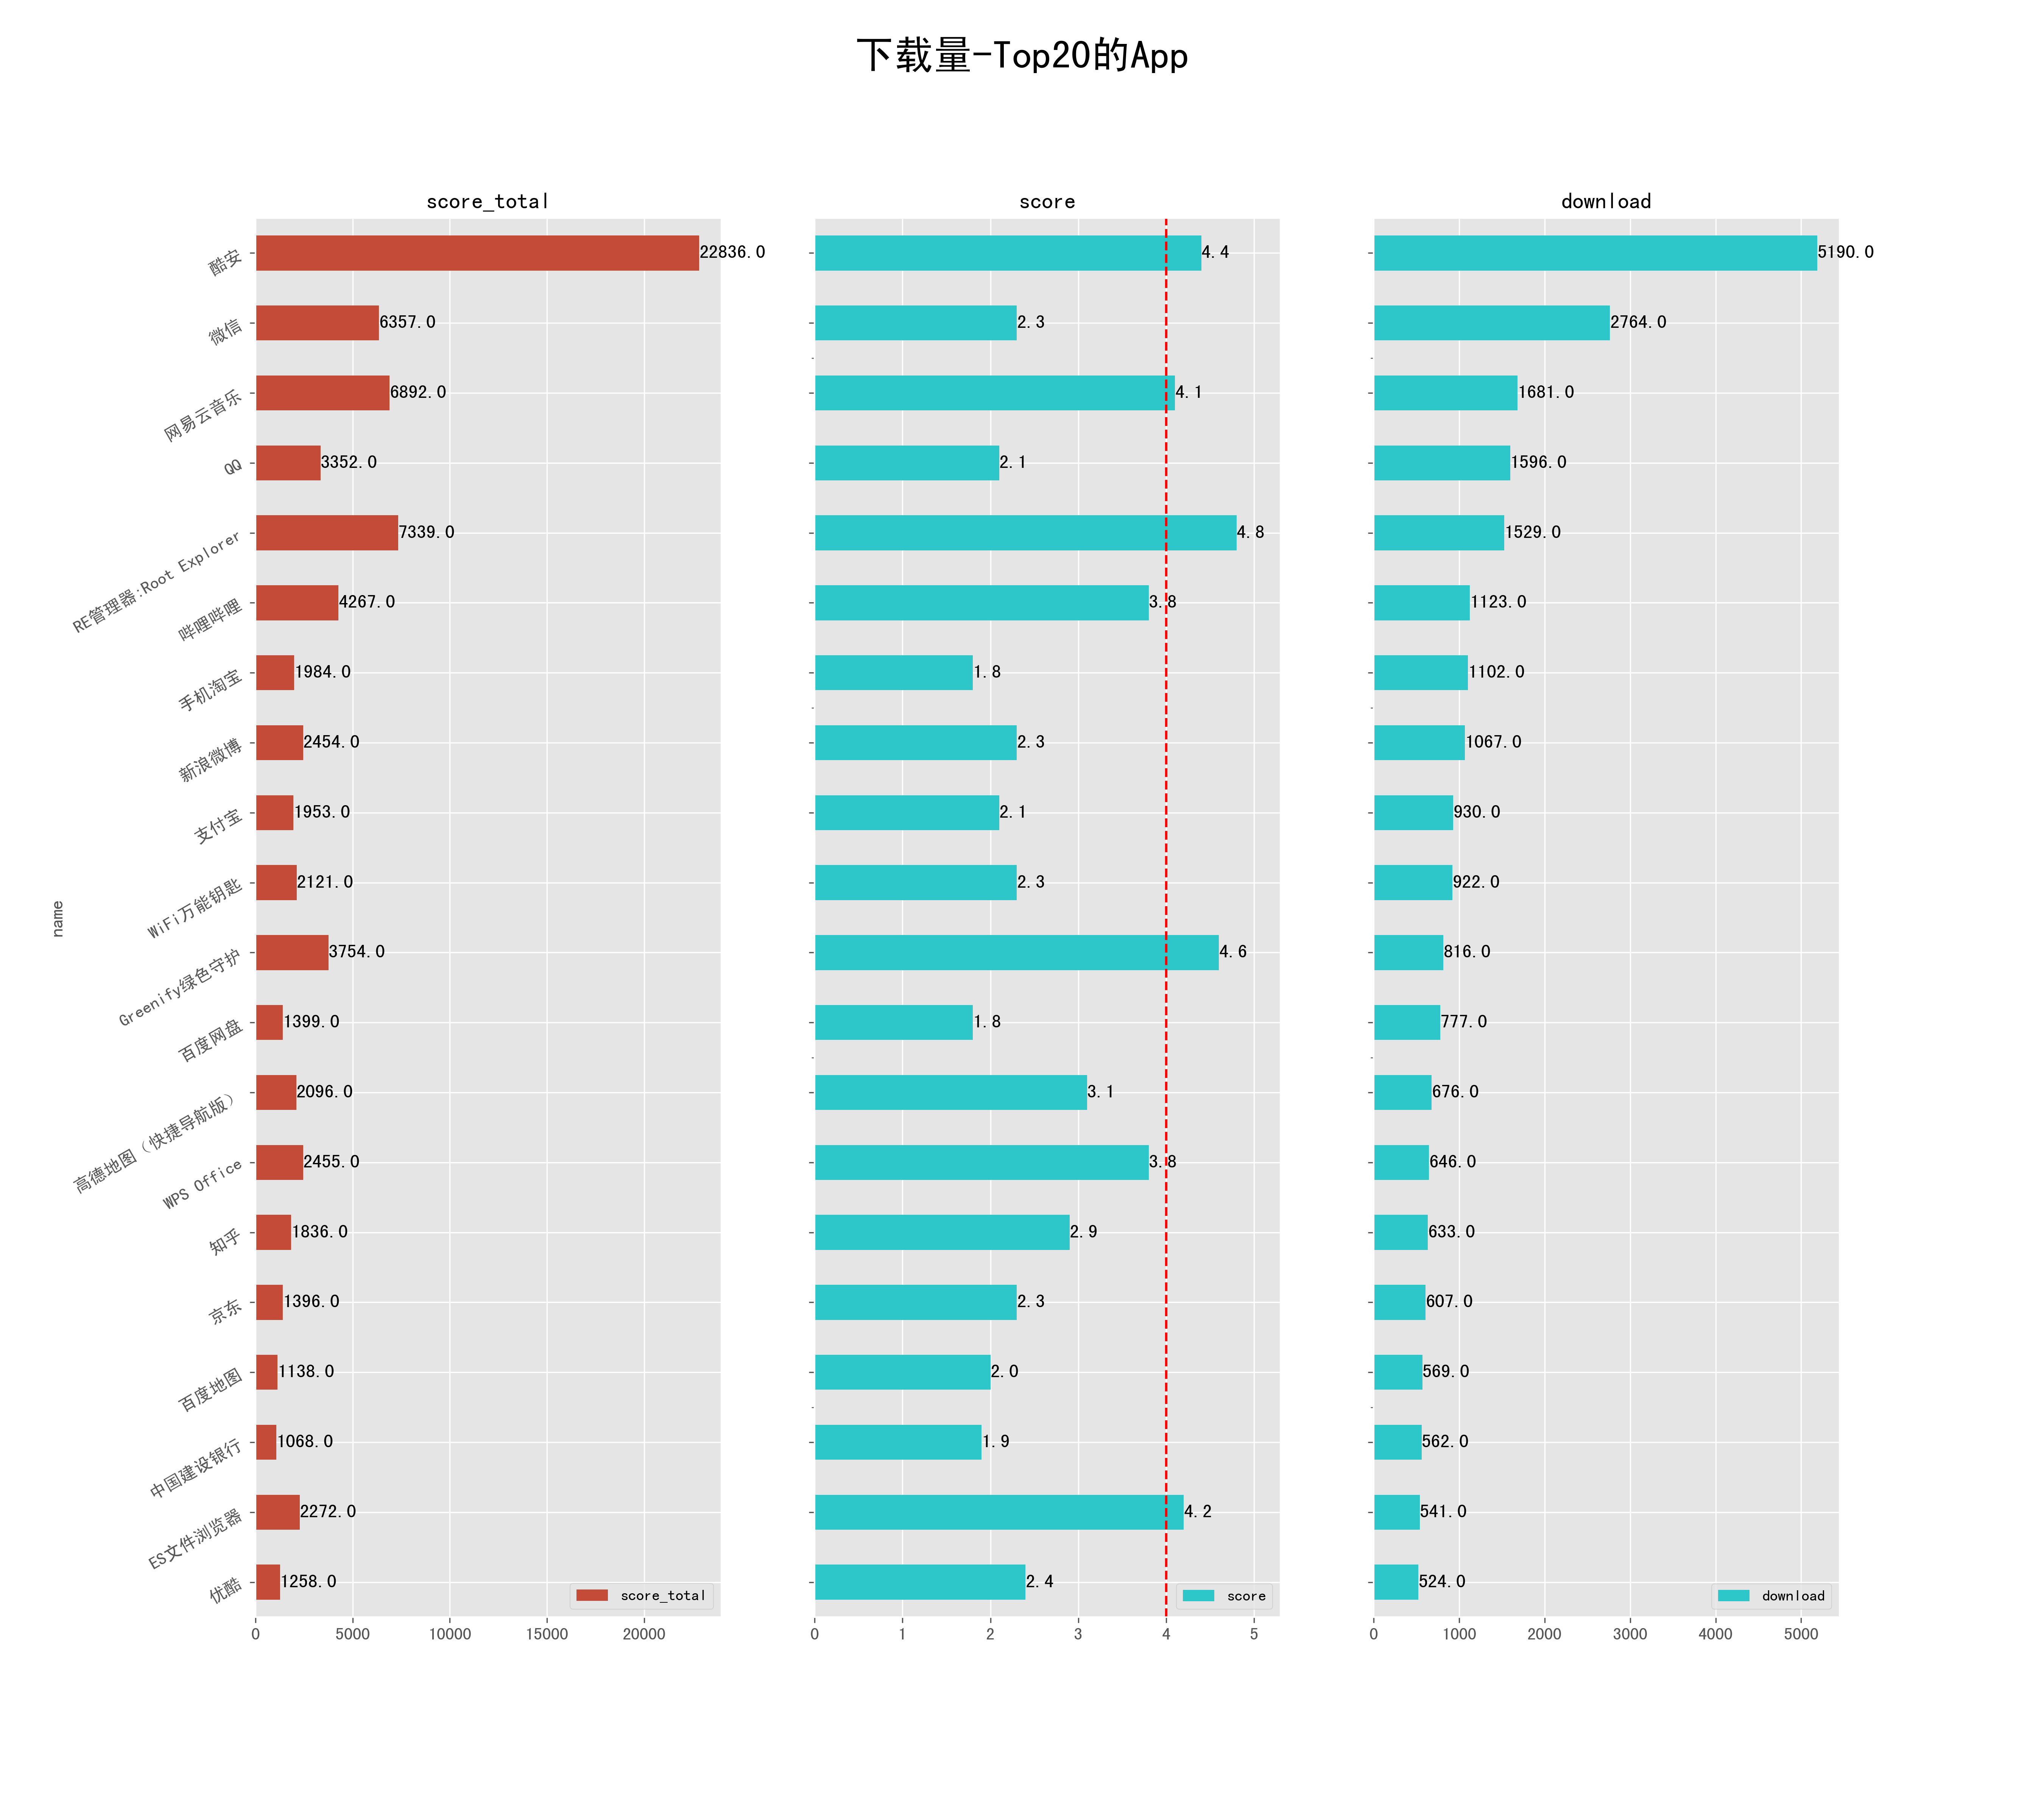 下载量-Top20的App
score_total
score
download
酷安
22836.0
4.4
5190.0
微信
6357.0
2.3
2764.0
网易云音乐
6892.0
4.1
1681.0
QQ
3352.0
2.1
1596.0
RE管理器:Root Explorer
7339.0
4.8
1529.0
哔哩哔哩
4267.0
3.8
1123.0
手机淘宝
1984.0
1.8
1102.0
新浪微博
2454.0
2.3
1067.0
支付宝
1953.0
2.1
930.0
WiFi万能钥匙
2121.0
2.3
922.0
name
Greenify绿色守护
3754.0
4.6
816.0
百度网盘
1399.0
1.8
777.0
高德地图（快捷导航版）
2096.0
3.1
676.0
WPS Office
2455.0
3.8
646.0
知乎
1836.0
2.9
633.0
京东
1396.0
2.3
607.0
百度地图
1138.0
2.0
569.0
中国建设银行
1068.0
1.9
562.0
ES文件浏览器
2272.0
4.2
541.0
优酷
1258.0
2.4
524.0
score_total
score
download
0 5000 10000 15000 20000
0 1 2 3 4 5
0 1000 2000 3000 4000 5000